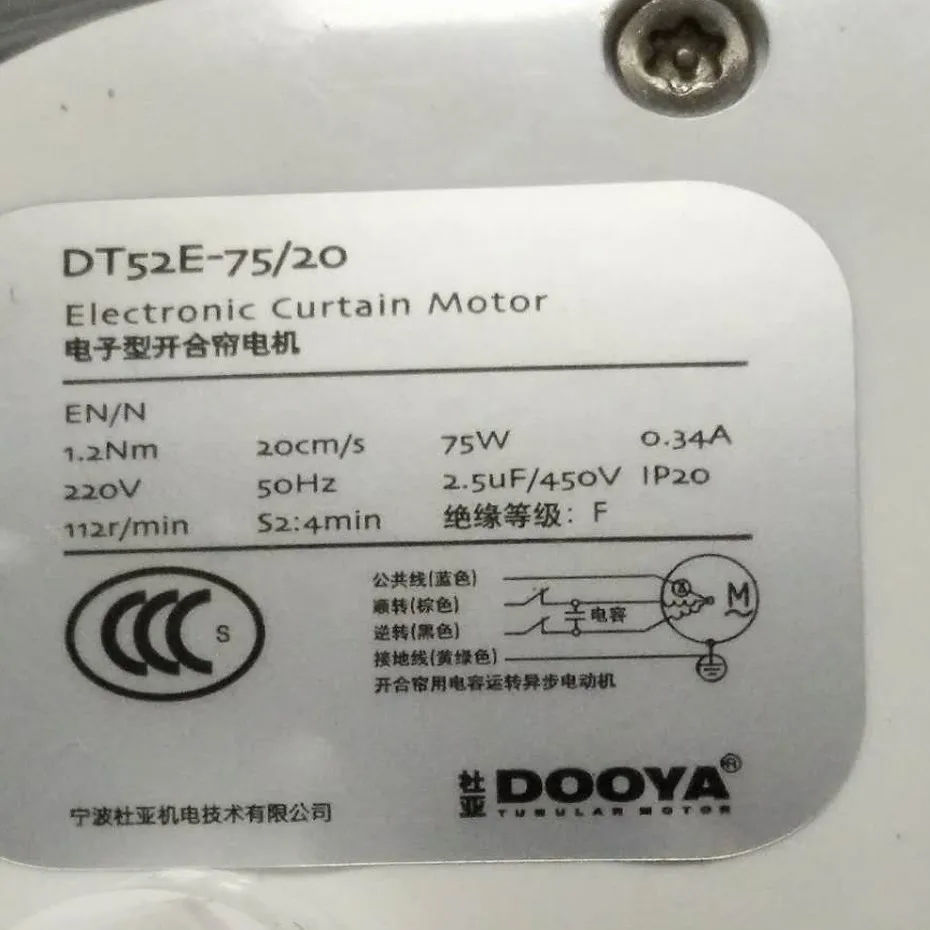 DT52E-75/20
Electronic Curtain Motor
电子型开合帘电机
EN/N
1.2Nm 20cm/s 75W 0.34A
220V 50Hz 2.5uF/450V IP20
112r/min S2:4min 绝缘等级: F
CCC S
公共线(蓝色)
顺转(棕色)
逆转(黑色)
接地线(黄绿色)
电容
M
开合帘用电容运转异步电动机
宁波杜亚机电技术有限公司
杜亚 DOOYA®
TUBULAR MOTOR